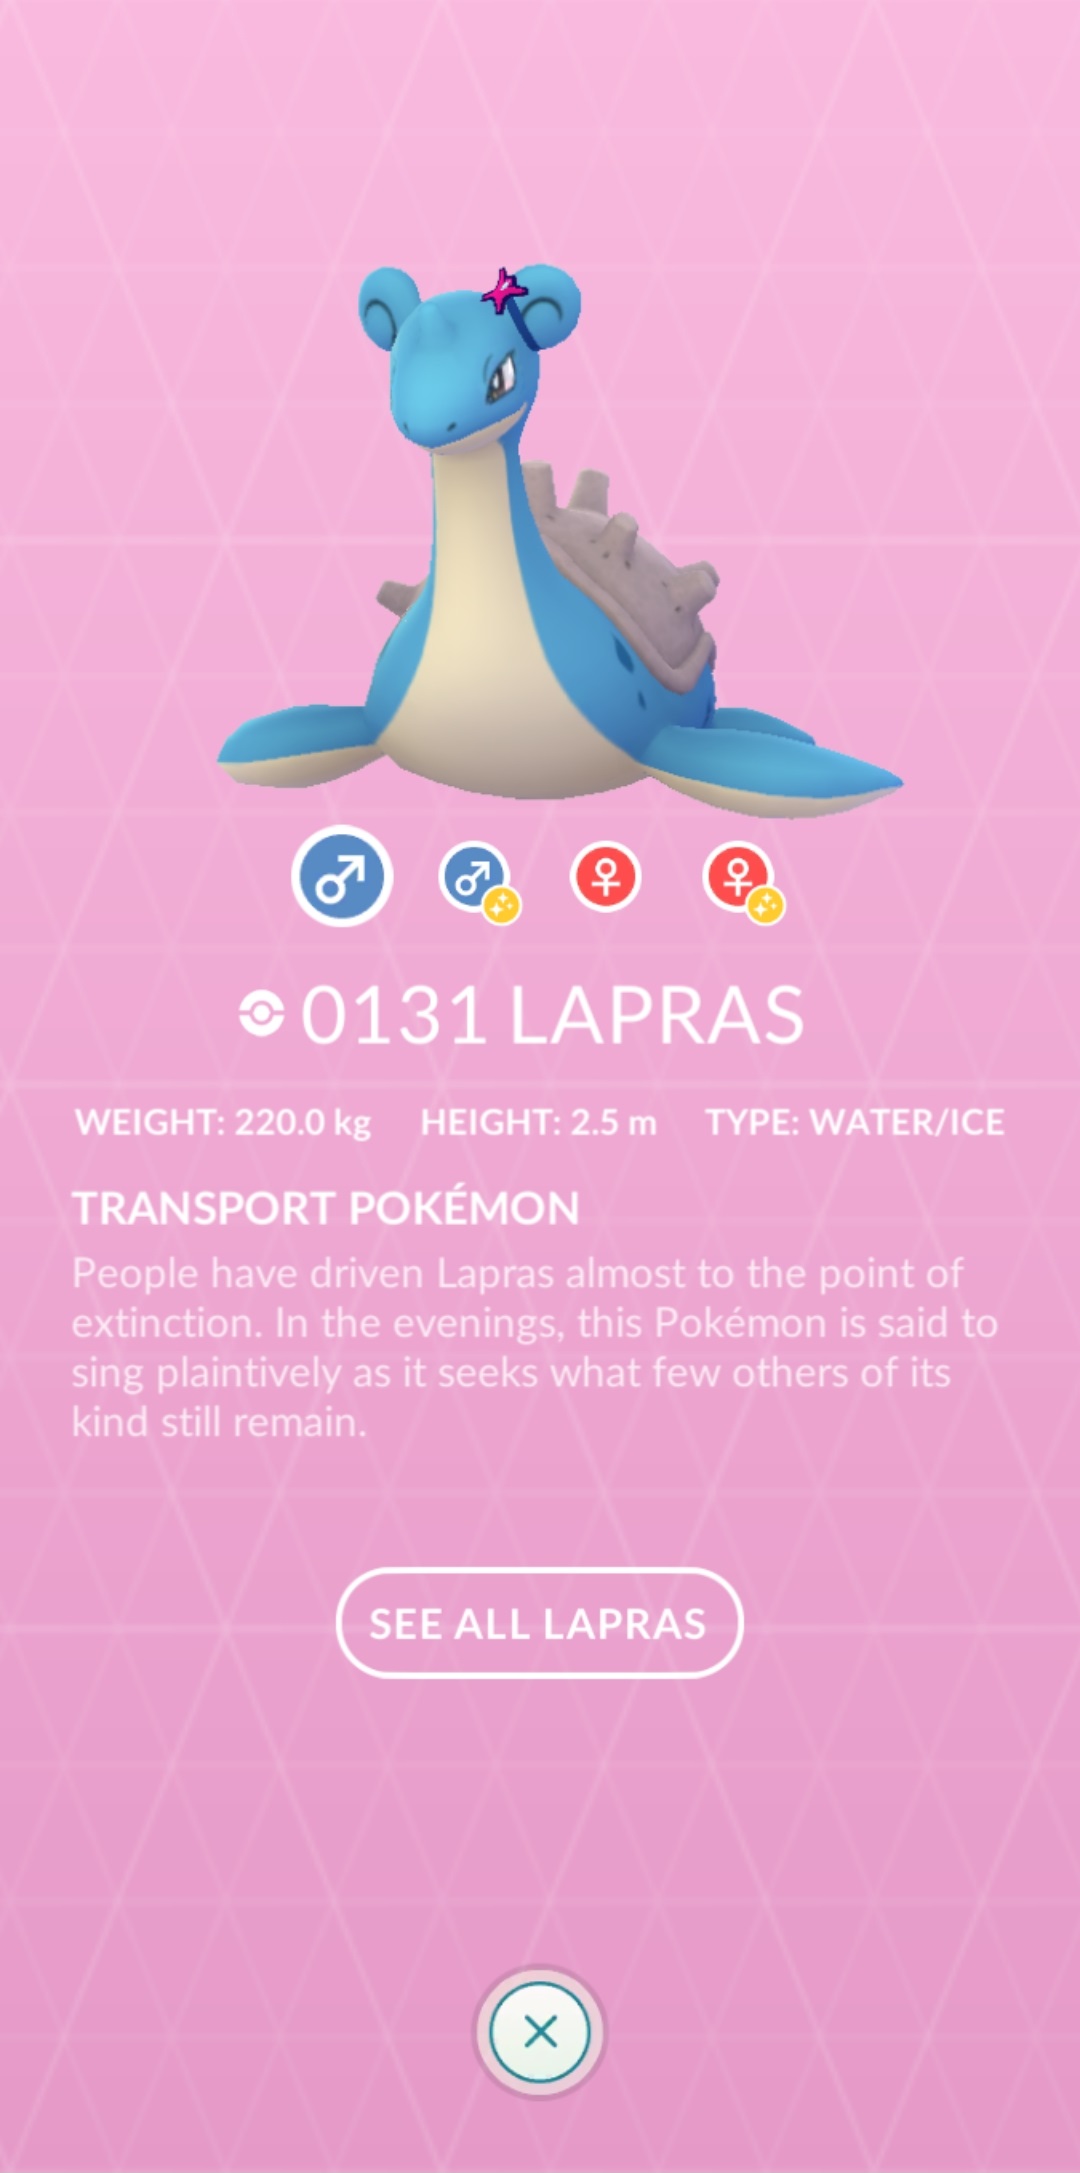 0131 LAPRAS
WEIGHT: 220.0 kg HEIGHT: 2.5 m TYPE: WATER/ICE
TRANSPORT POKÉMON
People have driven Lapras almost to the point of
extinction. In the evenings, this Pokémon is said to
sing plaintively as it seeks what few others of its
kind still remain.
SEE ALL LAPRAS